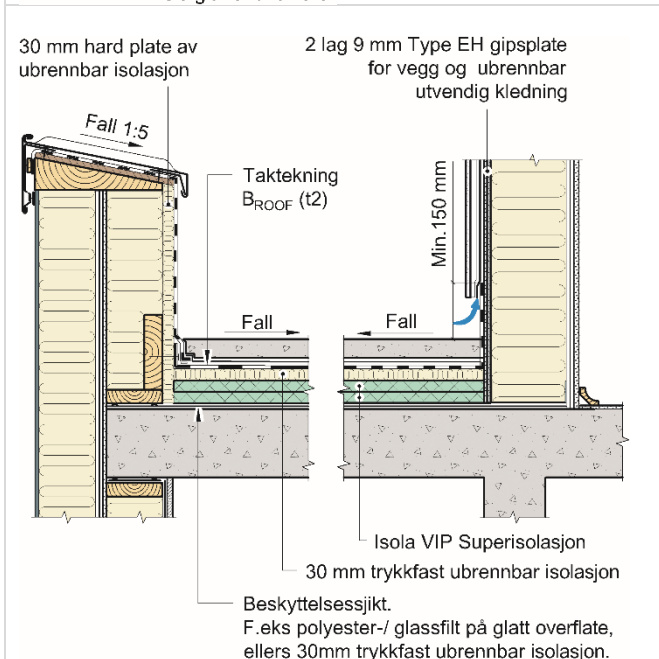 30 mm hard plate av
ubrennbar isolasjon
2 lag 9 mm Type EH gipsplate
for vegg og ubrennbar
utvendig kledning
Fall 1:5
Taktekning
BROOF (t2)
Min.150 mm
Fall
Fall
Isola VIP Superisolasjon
30 mm trykkfast ubrennbar isolasjon
Beskyttelsessjikt.
F.eks polyester-/ glassfilt på glatt overflate,
ellers 30mm trykkfast ubrennbar isolasjon.